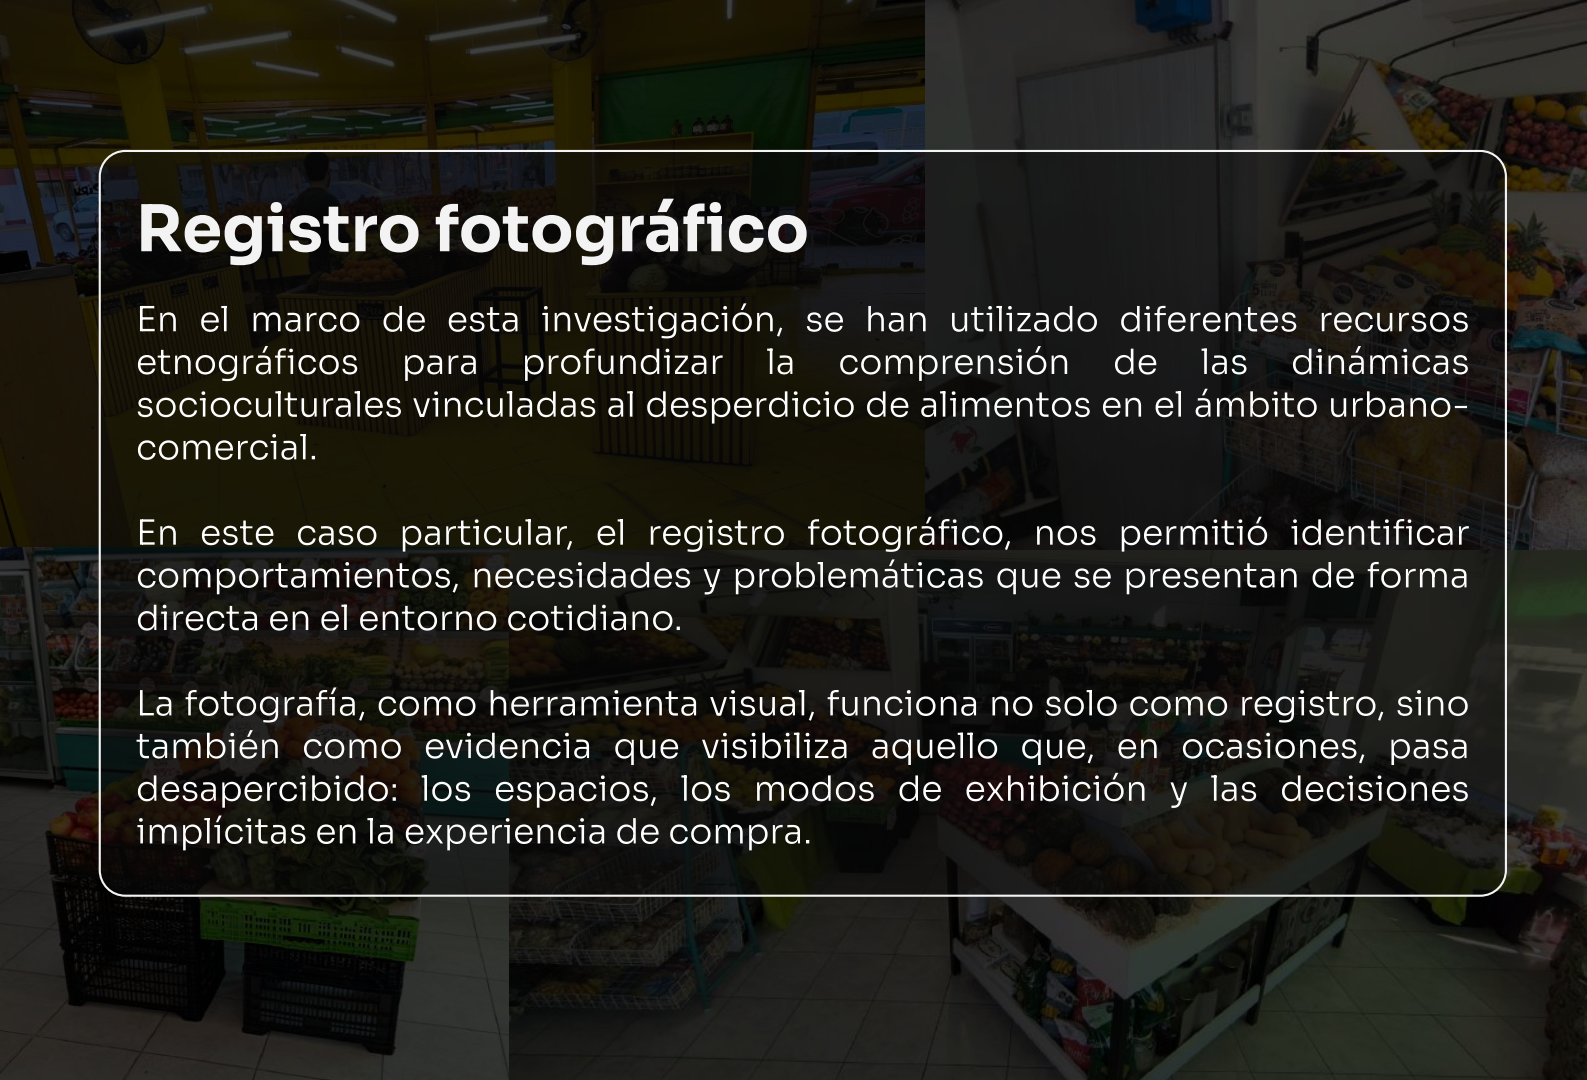 Registro fotográfico
En el marco de esta investigación, se han utilizado diferentes recursos
etnográficos para profundizar la comprensión de las dinámicas
socioculturales vinculadas al desperdicio de alimentos en el ámbito urbano-
comercial.
En este caso particular, el registro fotográfico, nos permitió identificar
comportamientos, necesidades y problemáticas que se presentan de forma
directa en el entorno cotidiano.
La fotografía, como herramienta visual, funciona no solo como registro, sino
también como evidencia que visibiliza aquello que, en ocasiones, pasa
desapercibido: los espacios, los modos de exhibición y las decisiones
implícitas en la experiencia de compra.